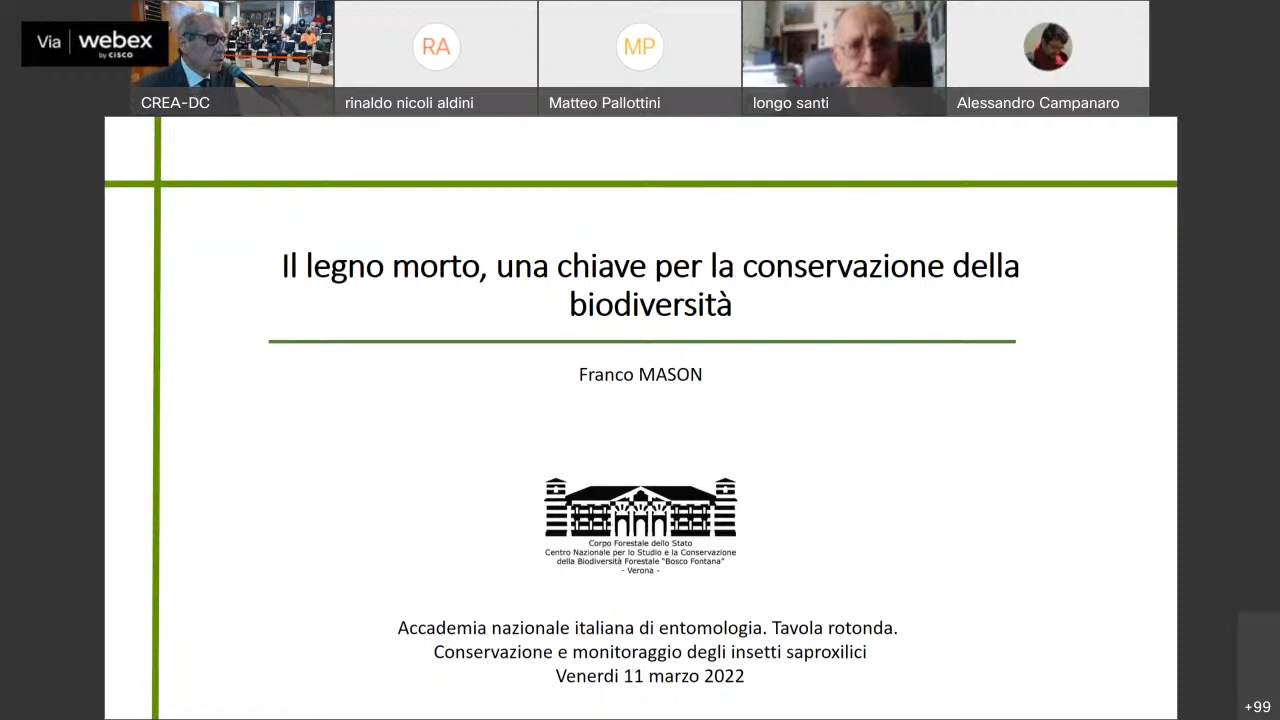 Via webex
by CISCO
CREA-DC
RA
rinaldo nicoli aldini
MP
Matteo Pallottini
longo santi
Alessandro Campanaro
Il legno morto, una chiave per la conservazione della
biodiversità
Franco MASON
Corpo Forestale dello Stato
Centro Nazionale per lo Studio e la Conservazione
della Biodiversità Forestale "Bosco Fontana"
- Verona -
Accademia nazionale italiana di entomologia. Tavola rotonda.
Conservazione e monitoraggio degli insetti saproxilici
Venerdi 11 marzo 2022
+99